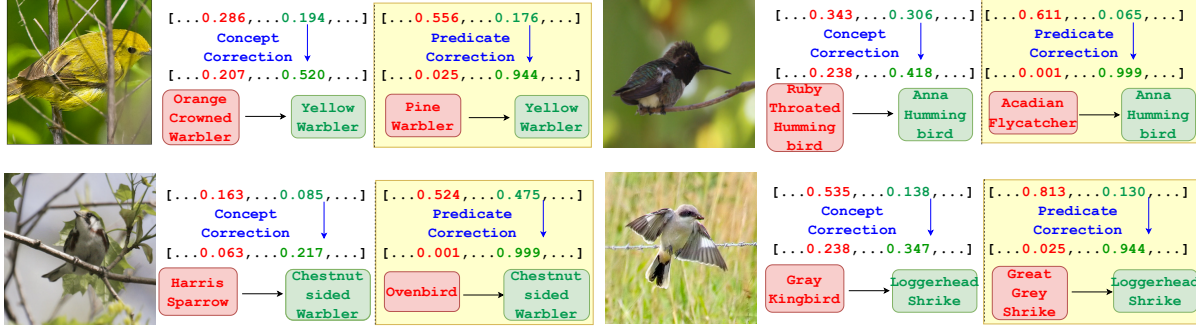 [...0.286,...0.194,...]
Concept
Correction
[...0.207,...0.520,...]
Orange
Crowned
Warbler
Yellow
Warbler
[...0.556,...0.176,...]
Predicate
Correction
[...0.025,...0.944,...]
Pine
Warbler
Yellow
Warbler
[...0.343,...0.306,...]
Concept
Correction
[...0.238,...0.418,...]
Ruby
Throated
Humming
bird
Anna
Humming
bird
[...0.611,...0.065,...]
Predicate
Correction
[...0.001,...0.999,...]
Acadian
Flycatcher
Anna
Humming
bird
[...0.163,...0.085,...]
Concept
Correction
[...0.063,...0.217,...]
Harris
Sparrow
Chestnut
sided
Warbler
[...0.524,...0.475,...]
Predicate
Correction
[...0.001,...0.999,...]
Ovenbird
Chestnut
sided
Warbler
[...0.535,...0.138,...]
Concept
Correction
[...0.238,...0.347,...]
Gray
Kingbird
Loggerhead
Shrike
[...0.813,...0.130,...]
Predicate
Correction
[...0.025,...0.944,...]
Great
Grey
Shrike
Loggerhead
Shrike